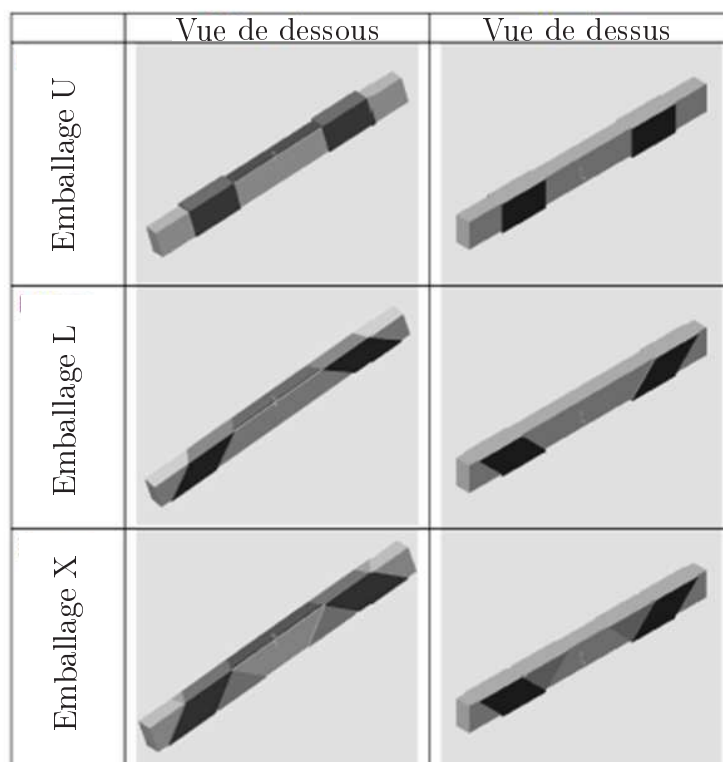 Vue de dessous
Vue de dessus
Emballage U
Emballage L
Emballage X